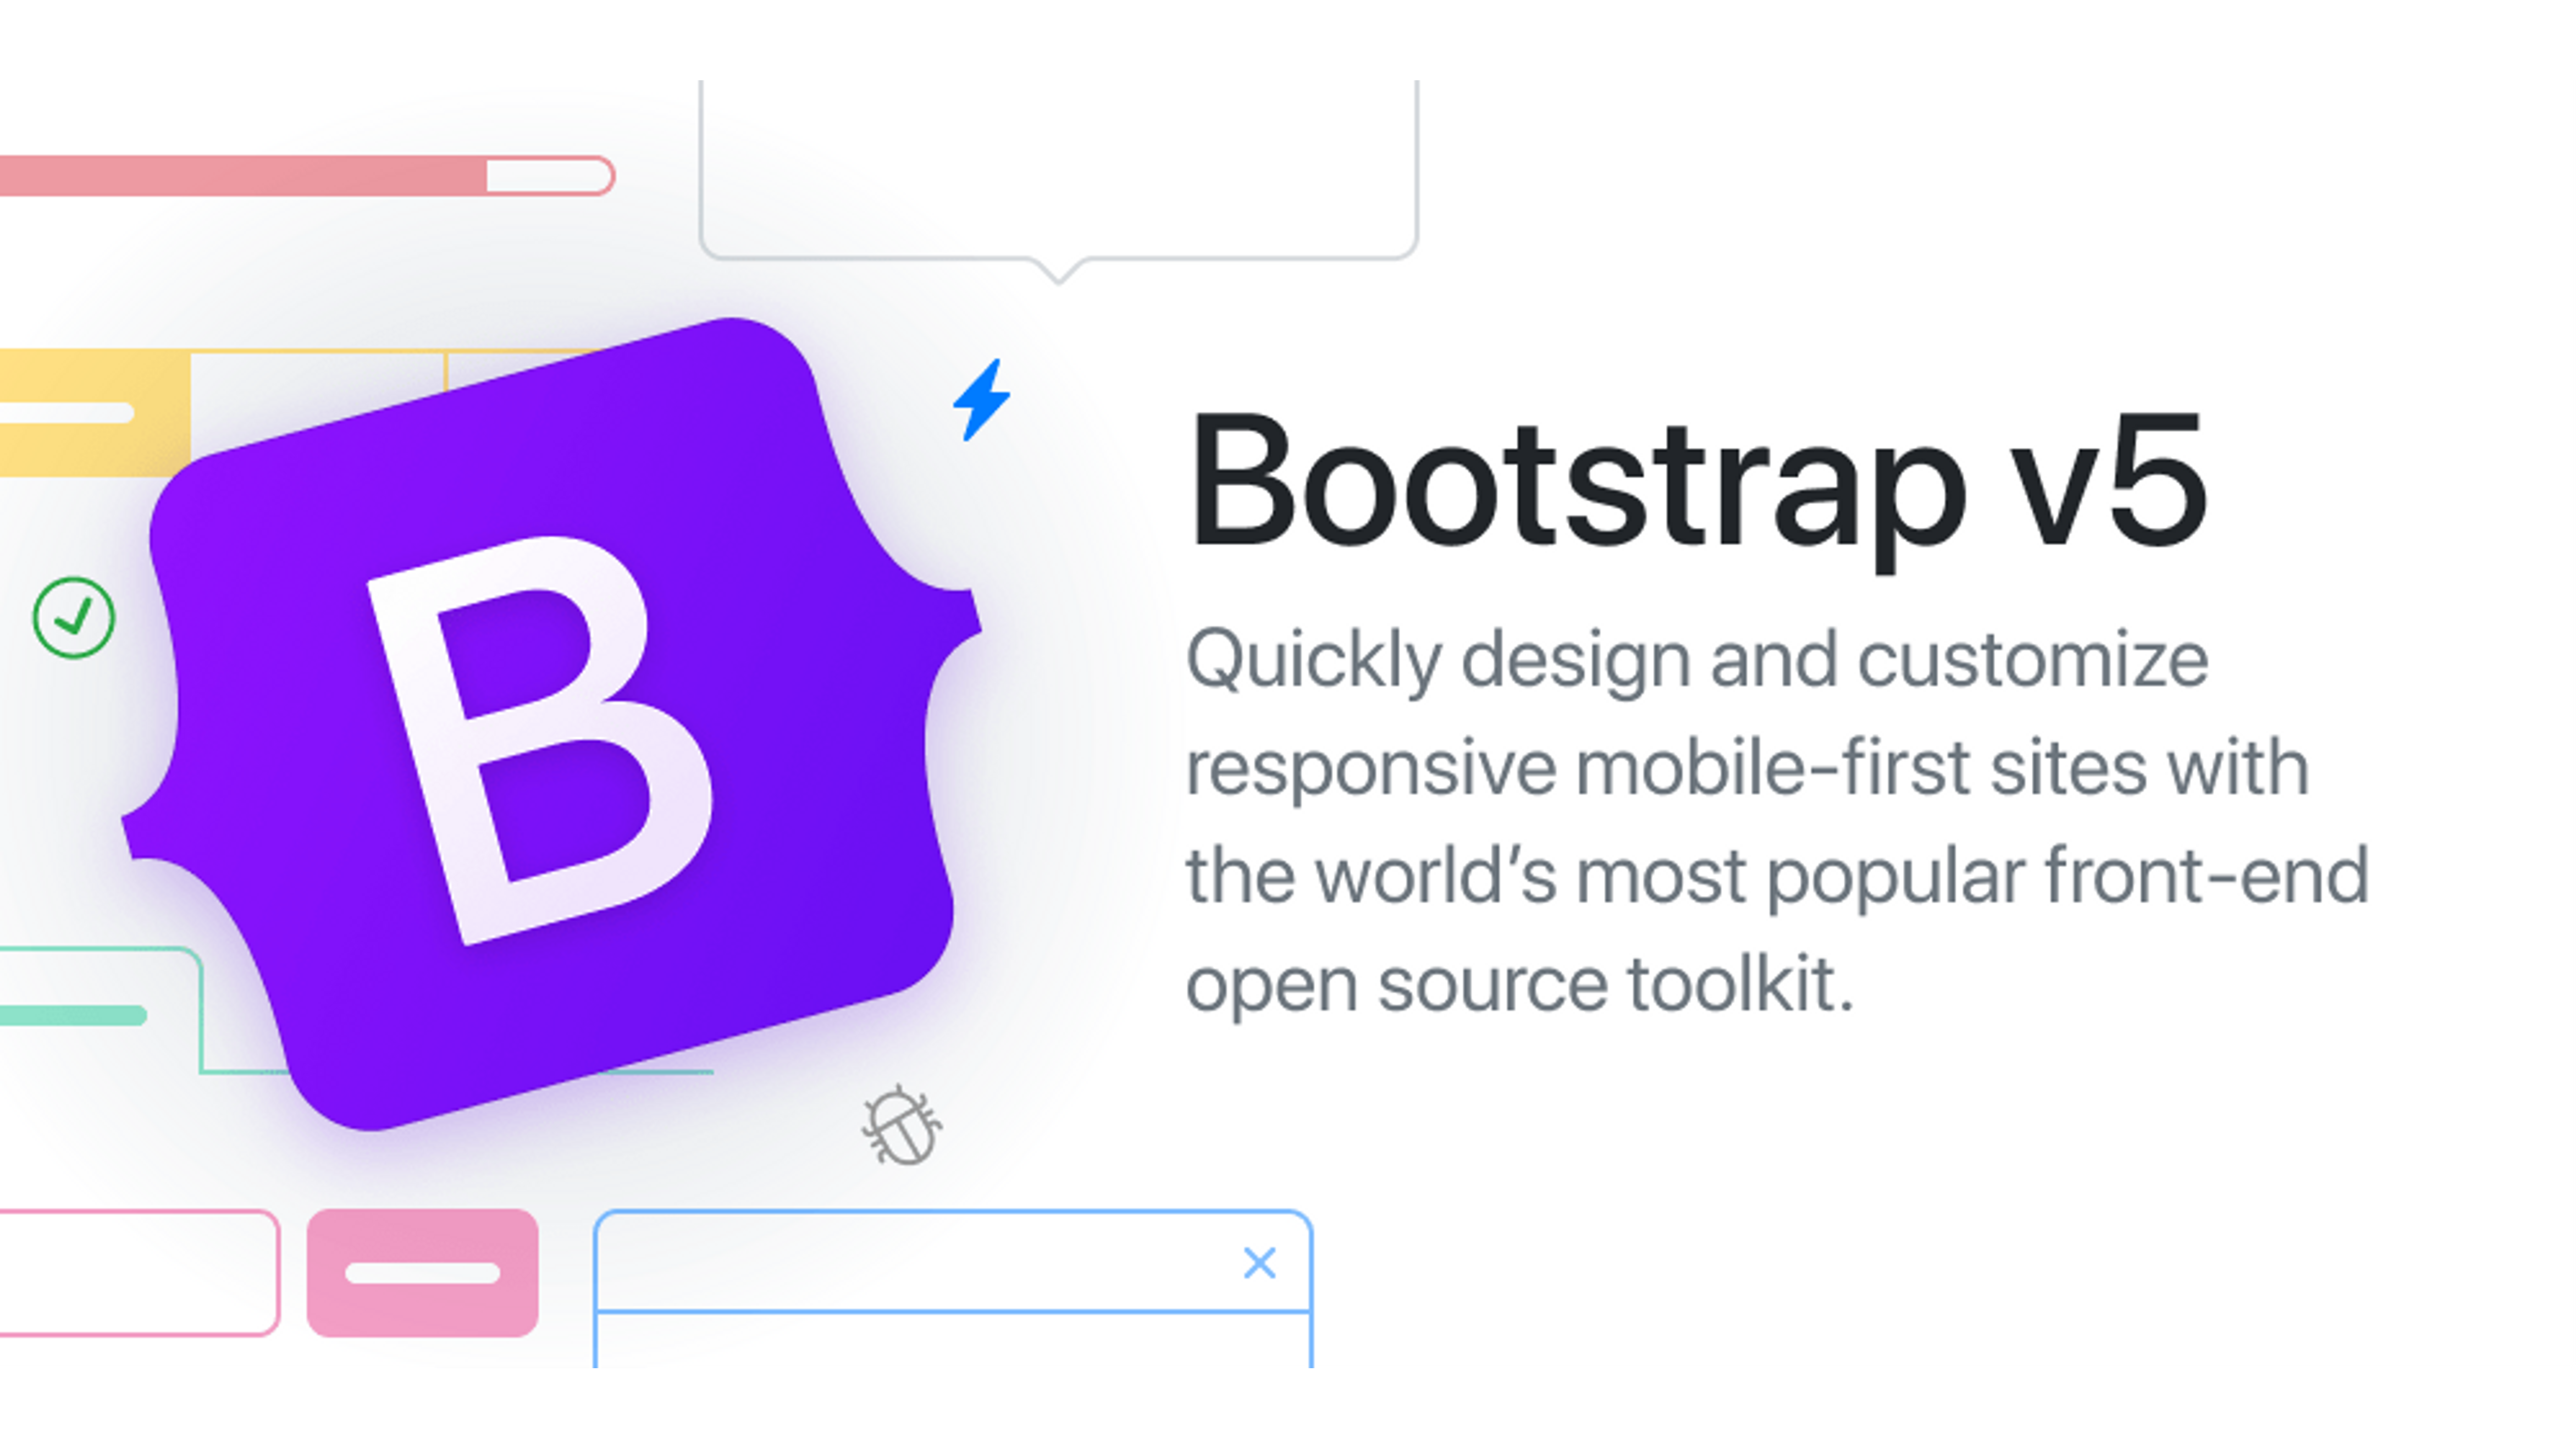 B
Bootstrap v5
Quickly design and customize
responsive mobile-first sites with
the world’s most popular front-end
open source toolkit.